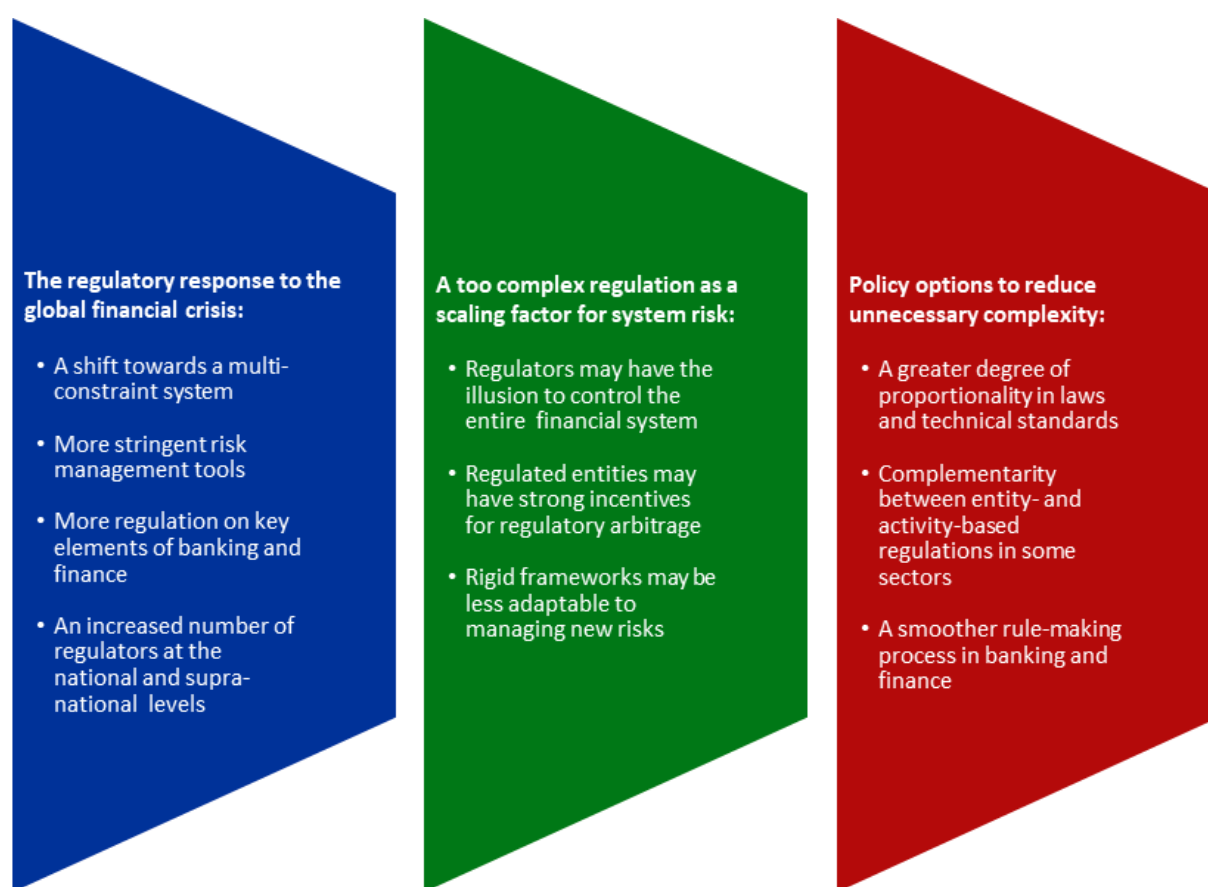 The regulatory response to the
global financial crisis:
• A shift towards a multi-
constraint system
• More stringent risk
management tools
• More regulation on key
elements of banking and
finance
• An increased number of
regulators at the
national and supra-
national levels
A too complex regulation as a
scaling factor for system risk:
• Regulators may have the
illusion to control the
entire financial system
• Regulated entities may
have strong incentives
for regulatory arbitrage
• Rigid frameworks may be
less adaptable to
managing new risks
Policy options to reduce
unnecessary complexity:
• A greater degree of
proportionality in laws
and technical standards
• Complementarity
between entity- and
activity-based
regulations in some
sectors
• A smoother rule-making
process in banking and
finance